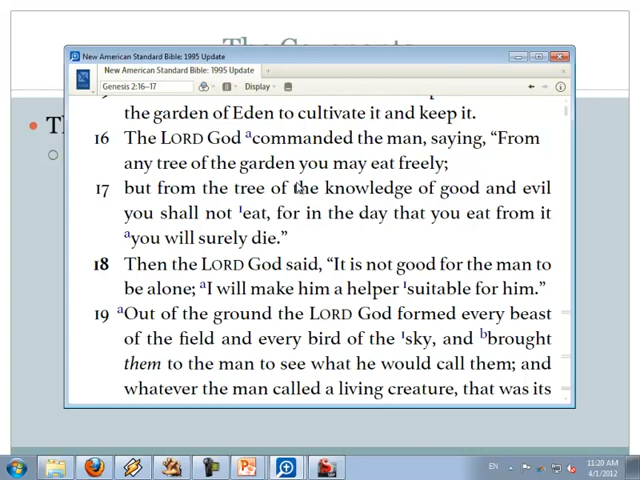 The Covenants
New American Standard Bible: 1995 Update
New American Standard Bible: 1995 Update
Genesis 2:16–17
Display
the garden of Eden to cultivate it and keep it.
16 The LORD God ᵃcommanded the man, saying, “From
any tree of the garden you may eat freely;
17 but from the tree of the knowledge of good and evil
you shall not ¹eat, for in the day that you eat from it
ᵃyou will surely die.”
18 Then the LORD God said, “It is not good for the man to
be alone; ᵃI will make him a helper ¹suitable for him.”
19 ᵃOut of the ground the LORD God formed every beast
of the field and every bird of the ¹sky, and ᵇbrought
them to the man to see what he would call them; and
whatever the man called a living creature, that was its
EN
11:20 AM
4/1/2012